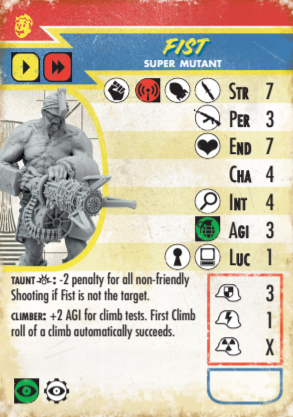 FIST
SUPER MUTANT
STR 7
PER 3
END 7
CHA 4
INT 4
AGI 3
LUC 1
TAUNT: -2 penalty for all non-friendly
Shooting if Fist is not the target.
CLIMBER: +2 AGI for climb tests. First Climb
roll of a climb automatically succeeds.
3
1
X